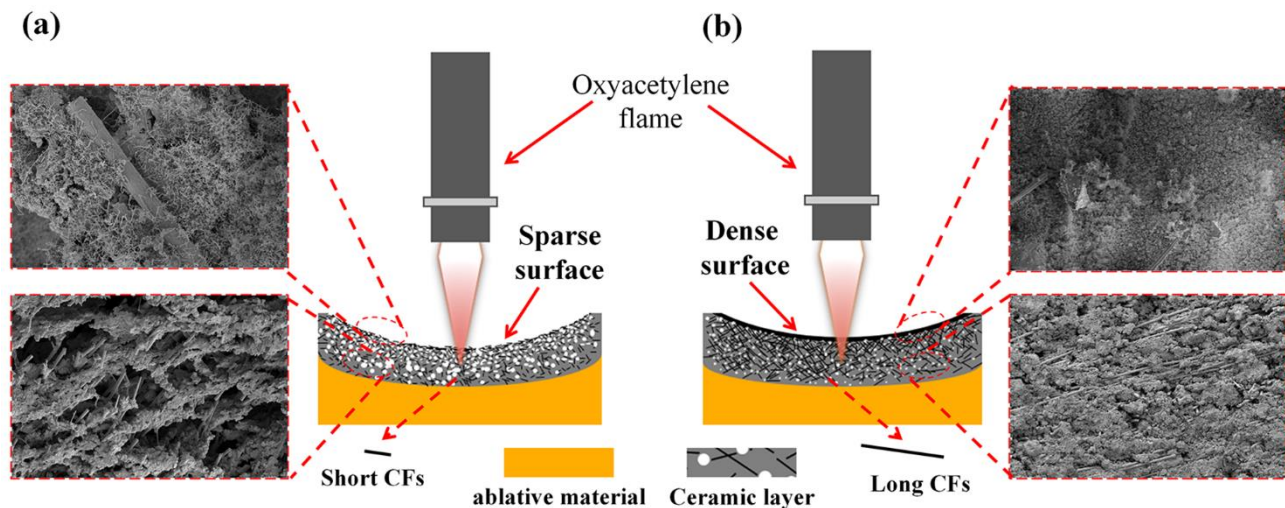 (a)
(b)
Oxyacetylene
flame
Sparse
surface
Dense
surface
Short CFs
ablative material
Ceramic layer
Long CFs